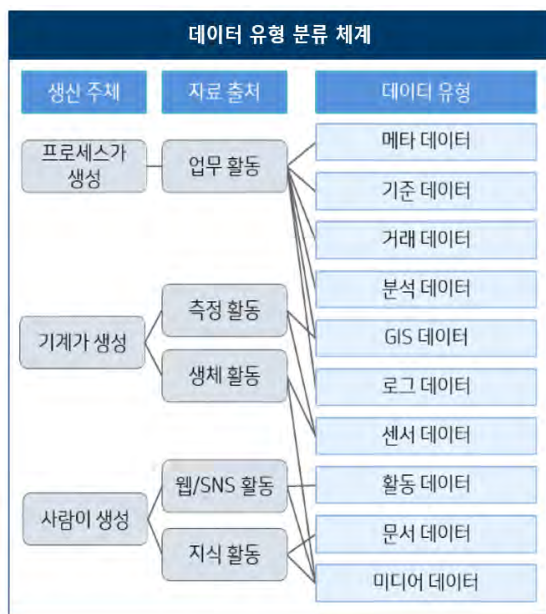 데이터 유형 분류 체계
생산 주체
자료 출처
데이터 유형
프로세스가
생성
업무 활동
메타 데이터
기준 데이터
거래 데이터
분석 데이터
기계가 생성
측정 활동
생체 활동
GIS 데이터
로그 데이터
센서 데이터
사람이 생성
웹/SNS 활동
지식 활동
활동 데이터
문서 데이터
미디어 데이터